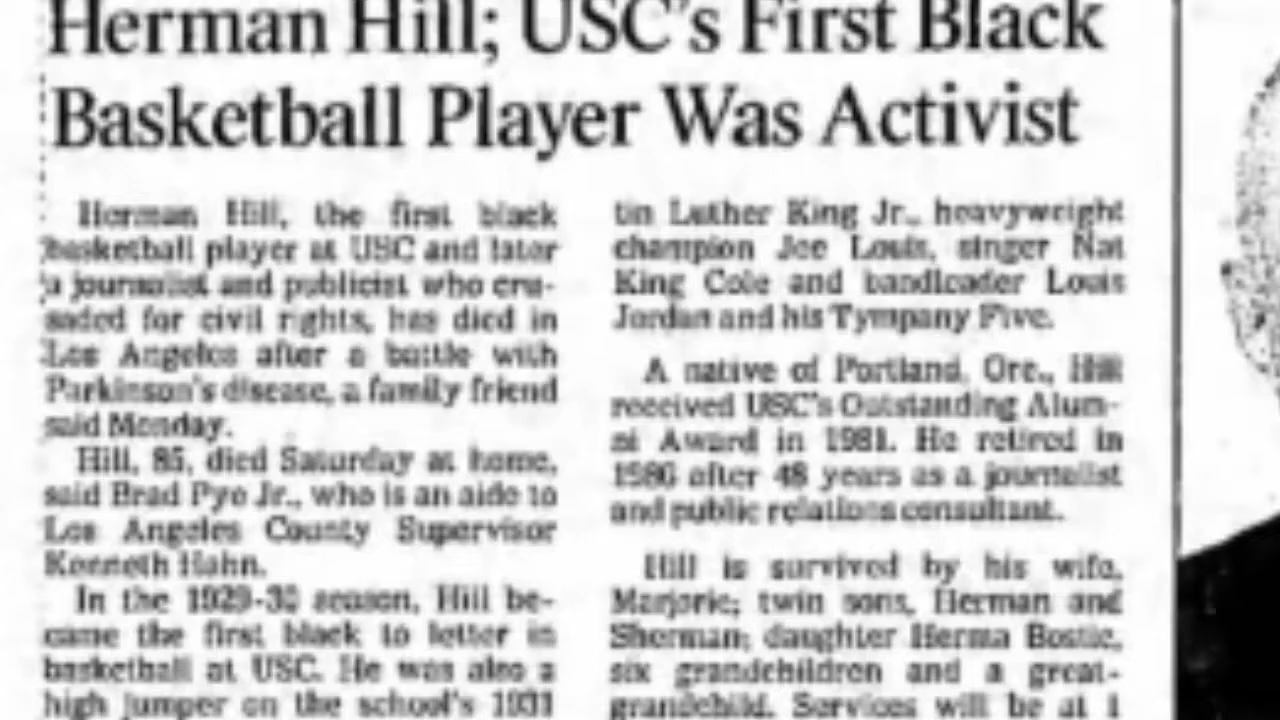 Herman Hill; USC's First Black
Basketball Player Was Activist
Herman Hill, the first black
basketball player at USC and later
a journalist and publicist who cru-
saded for civil rights, has died in
Los Angeles after a battle with
Parkinson's disease, a family friend
said Monday.
Hill, 85, died Saturday at home,
said Brad Pye Jr., who is an aide to
Los Angeles County Supervisor
Kenneth Hahn.
In the 1929-30 season, Hill be-
came the first black to letter in
basketball at USC. He was also a
high jumper on the school's 1931
tin Luther King Jr., heavyweight
champion Joe Louis, singer Nat
King Cole and bandleader Louis
Jordan and his Tympany Five.
A native of Portland, Ore., Hill
received USC's Outstanding Alum-
ni Award in 1981. He retired in
1986 after 48 years as a journalist
and public relations consultant.
Hill is survived by his wife,
Marjorie; twin sons, Herman and
Sherman; daughter Herma Bostic,
six grandchildren and a great-
grandchild. Services will be at 1